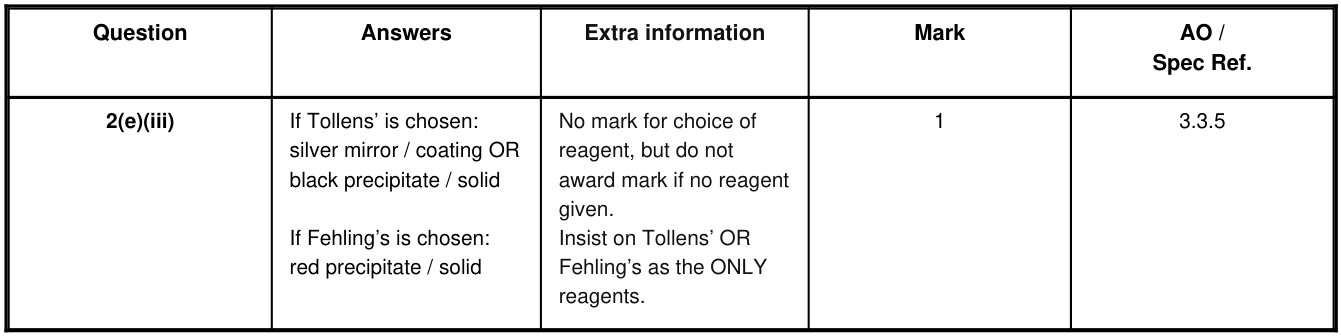 Question
Answers
Extra information
Mark
AO /
Spec Ref.
2(e)(iii)
If Tollens’ is chosen:
silver mirror / coating OR
black precipitate / solid
If Fehling’s is chosen:
red precipitate / solid
No mark for choice of
reagent, but do not
award mark if no reagent
given.
Insist on Tollens’ OR
Fehling’s as the ONLY
reagents.
1
3.3.5